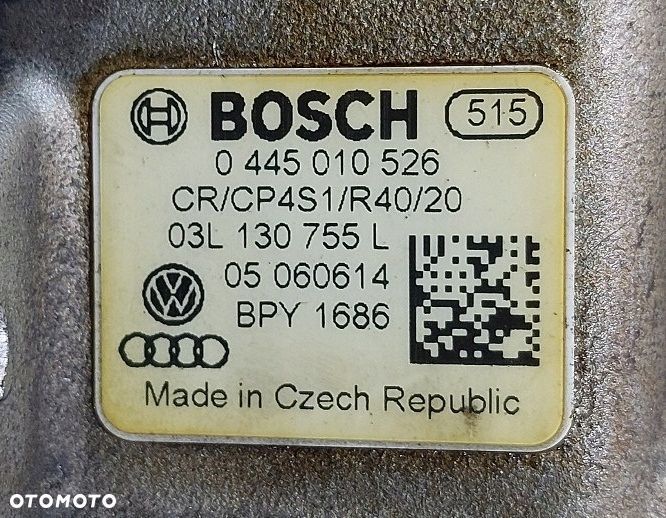 BOSCH 515
0 445 010 526
CR/CP4S1/R40/20
03L 130 755 L
05 060614
BPY 1686
Made in Czech Republic
OTOMOTO